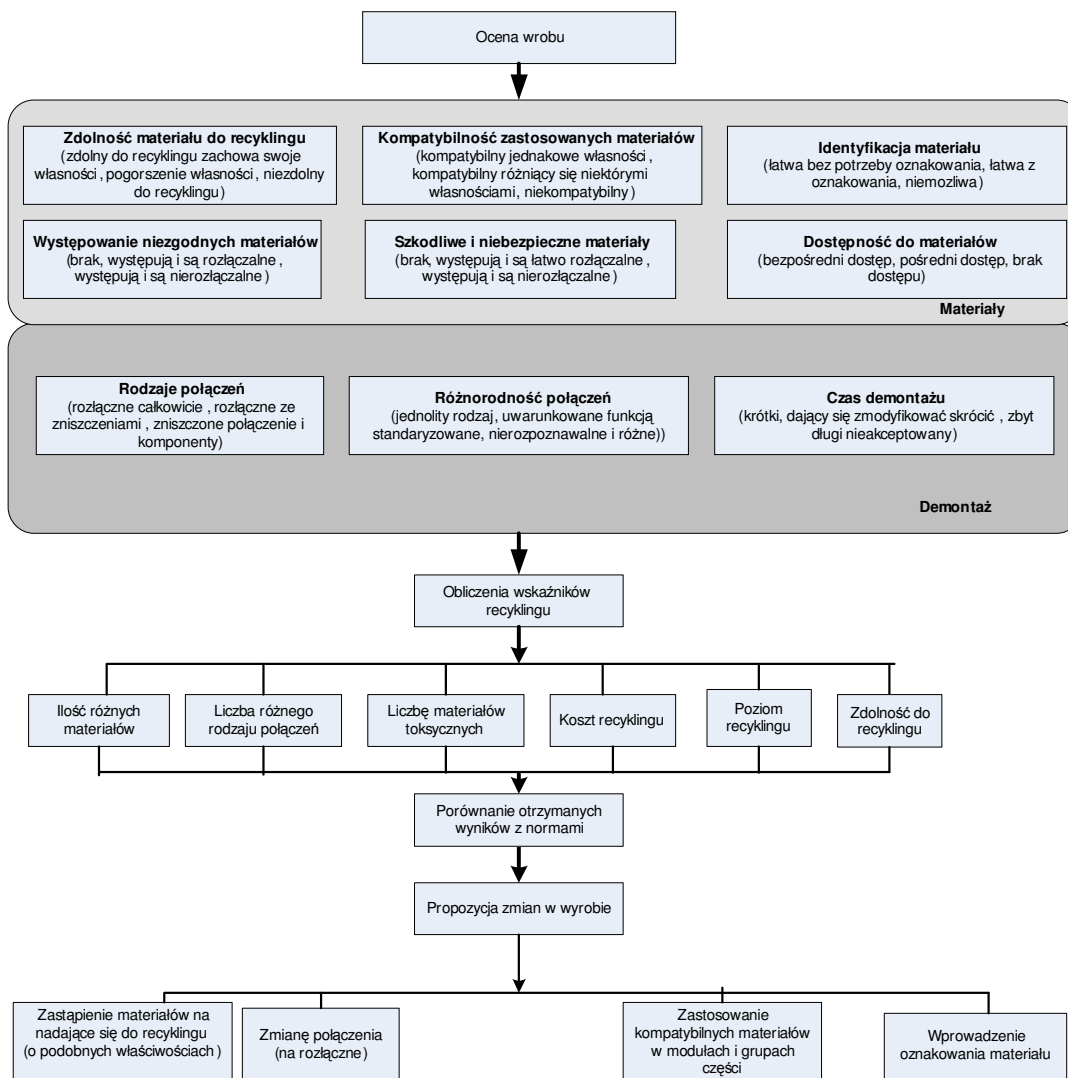 Ocena wrobu
Zdolność materiału do recyklingu
(zdolny do recyklingu zachowa swoje
własności, pogorszenie własności, niezdolny
do recyklingu)
Kompatybilność zastosowanych materiałów
(kompatybilny jednakowe własności,
kompatybilny różniący się niektórymi
własnościami, niekompatybilny)
Identyfikacja materiału
(łatwa bez potrzeby oznakowania, łatwa z
oznakowania, niemozliwa)
Występowanie niezgodnych materiałów
(brak, występują i są rozłączalne,
występują i są nierozłączalne)
Szkodliwe i niebezpieczne materiały
(brak, występują i są łatwo rozłączalne,
występują i są nierozłączalne)
Dostępność do materiałów
(bezpośredni dostęp, pośredni dostęp, brak
dostępu)
Materiały
Rodzaje połączeń
(rozłączne całkowicie, rozłączne ze
zniszczeniami, zniszczone połączenie i
komponenty)
Różnorodność połączeń
(jednolity rodzaj, uwarunkowane funkcją
standaryzowane, nierozpoznawalne i różne))
Czas demontażu
(krótki, dający się zmodyfikować skrócić, zbyt
długi nieakceptowany)
Demontaż
Obliczenia wskaźników
recyklingu
Ilość różnych
materiałów
Liczba różnego
rodzaju połączeń
Liczbę materiałów
toksycznych
Koszt recyklingu
Poziom
recyklingu
Zdolność do
recyklingu
Porównanie otrzymanych
wyników z normami
Propozycja zmian w wyrobie
Zastąpienie materiałów na
nadające się do recyklingu
(o podobnych właściwościach)
Zmianę połączenia
(na rozłączne)
Zastosowanie
kompatybilnych materiałów
w modułach i grupach
części
Wprowadzenie
oznakowania materiału